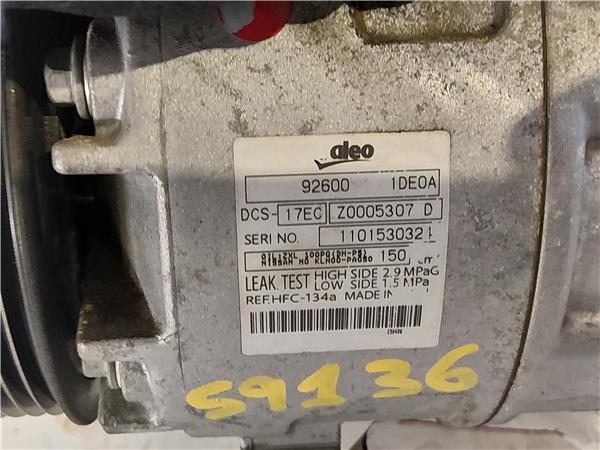 Valeo
92600 1DE0A
DCS- 17EC Z0005307 D
SERI NO. 110153032
150
LEAK TEST HIGH SIDE 2.9 MPaG
LOW SIDE 1.5 MPa
REF.HFC-134a MADE IN
S9136